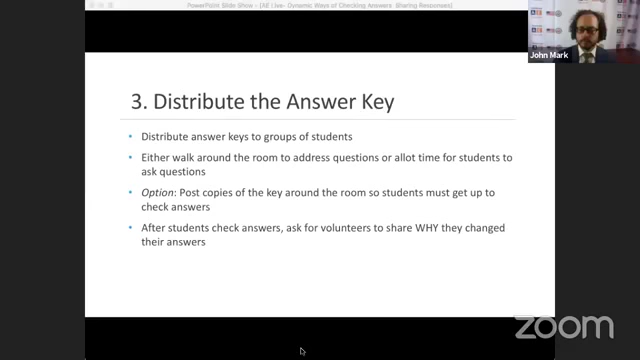 PowerPoint Slide Show - [AE Live- Dynamic Ways of Checking Answers Sharing Responses]
John Mark
3. Distribute the Answer Key
• Distribute answer keys to groups of students
• Either walk around the room to address questions or allot time for students to
ask questions
• Option: Post copies of the key around the room so students must get up to
check answers
• After students check answers, ask for volunteers to share WHY they changed
their answers
zoom